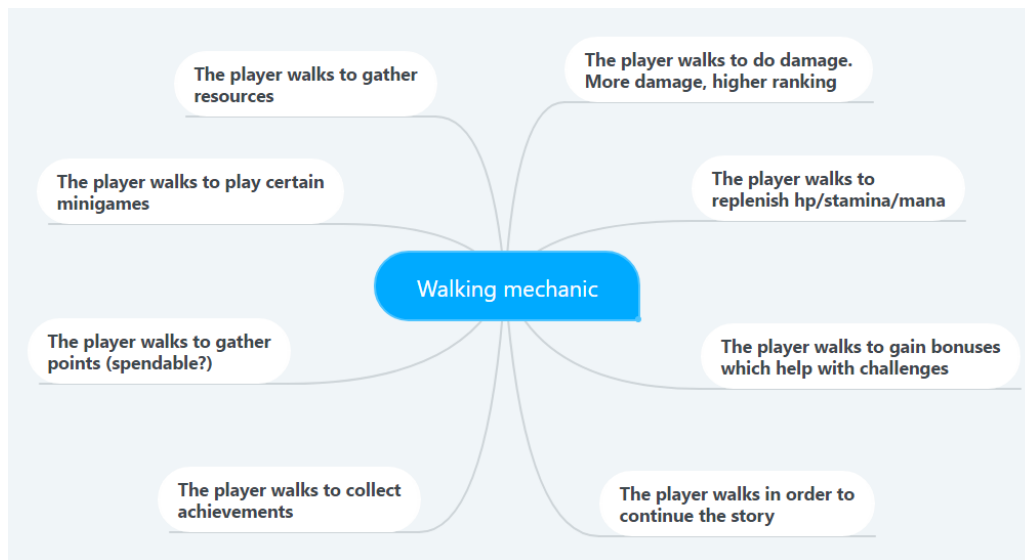 The player walks to gather
resources
The player walks to do damage.
More damage, higher ranking
The player walks to play certain
minigames
The player walks to
replenish hp/stamina/mana
Walking mechanic
The player walks to gather
points (spendable?)
The player walks to gain bonuses
which help with challenges
The player walks to collect
achievements
The player walks in order to
continue the story